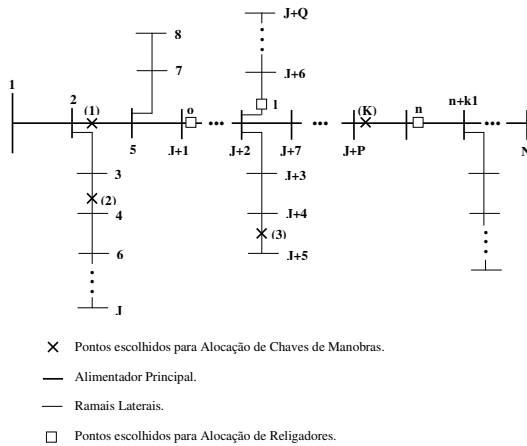 J+Q
8
1
7
J+6
2
(1)
o
l
(K)
n
n+k1
5
J+1
J+2
J+7
J+P
N
3
J+3
(2)
4
J+4
(3)
6
J+5
J
Pontos escolhidos para Alocação de Chaves de Manobras.
Alimentador Principal.
Ramais Laterais.
Pontos escolhidos para Alocação de Religadores.